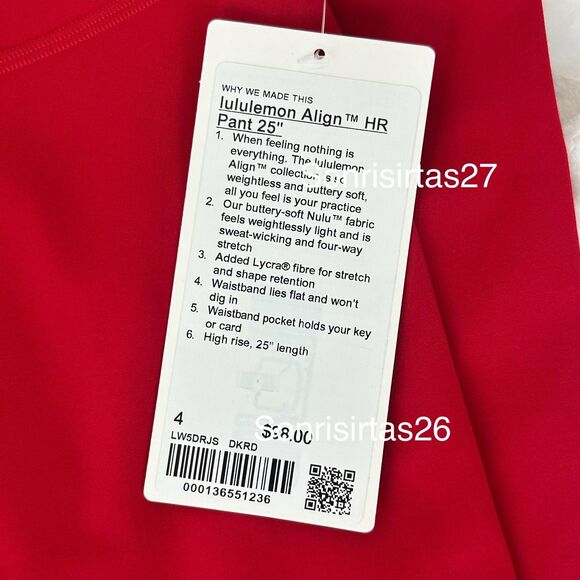 WHY WE MADE THIS
lululemon Align™ HR
Pant 25"
1. When feeling nothing is
everything. The lululemon
Align™ collection is so
weightless and buttery soft,
all you feel is your practice
Sonrisirtas27
2. Our buttery-soft Nulu™ fabric
feels weightlessly light and is
sweat-wicking and four-way
stretch
3. Added Lycra® fibre for stretch
and shape retention
4. Waistband lies flat and won't
dig in
5. Waistband pocket holds your key
or card
6. High rise, 25" length
4
Sonrisirtas26
LW5DRJS DKRD
000136551236